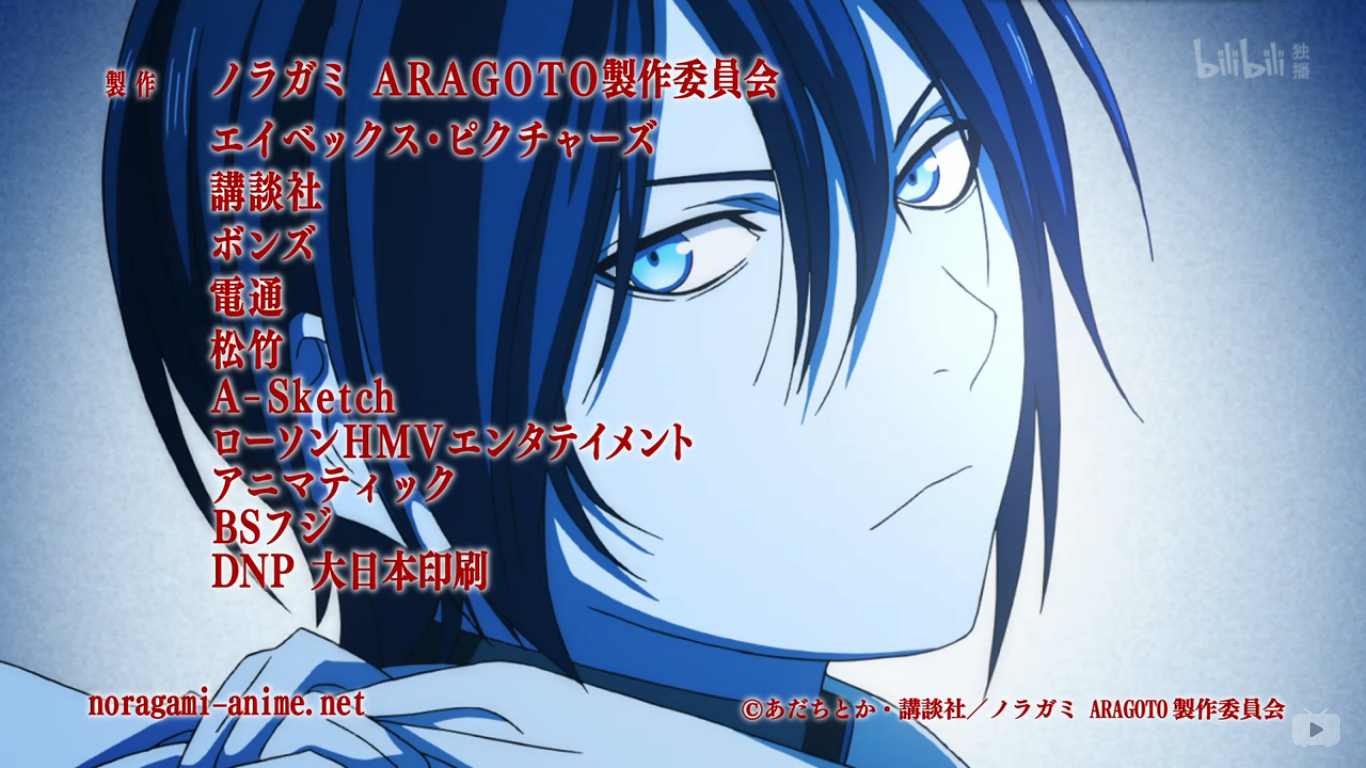 bilibili 独播
製作 ノラガミ ARAGOTO製作委員会
エイベックス・ピクチャーズ
講談社
ボンズ
電通
松竹
A-Sketch
ローソンHMVエンタテイメント
アニマティック
BSフジ
DNP 大日本印刷
noragami-anime.net
©あだちとか・講談社／ノラガミ ARAGOTO 製作委員会